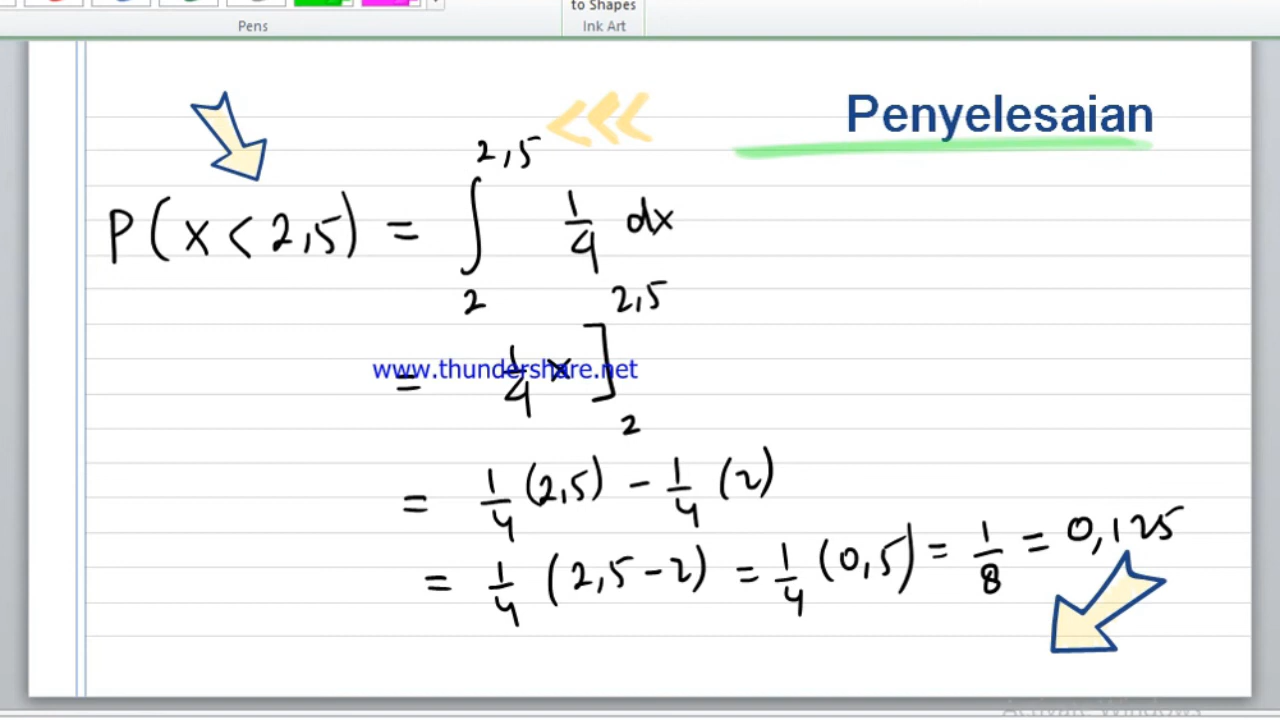 to Shapes
Pens
Ink Art
Penyelesaian
P(x < 2,5) = ∫₂^{2,5} 1/4 dx
= 1/4 x ]₂^{2,5}
www.thundershare.net
= 1/4 (2,5) - 1/4 (2)
= 1/4 (2,5 - 2) = 1/4 (0,5) = 1/8 = 0,125
Activate Windows